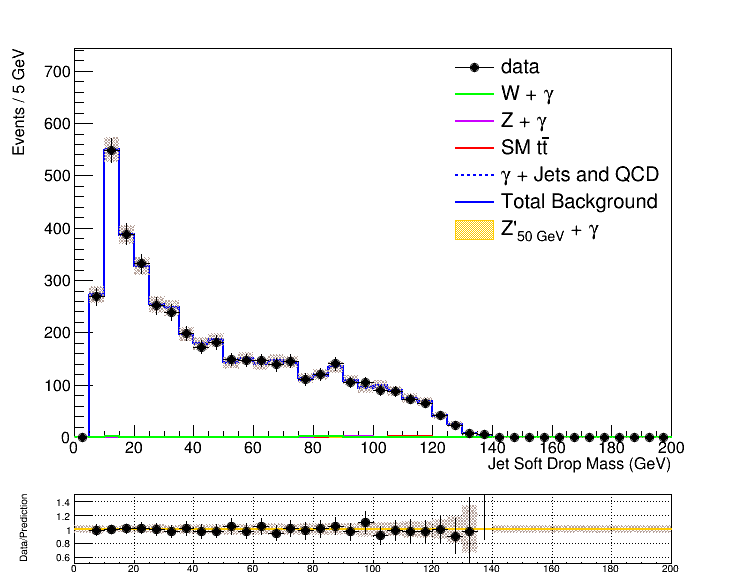 Events / 5 GeV
700
600
500
400
300
200
100
0
data
W + γ
Z + γ
SM tt̄
γ + Jets and QCD
Total Background
Z'50 GeV + γ
0 20 40 60 80 100 120 140 160 180 200
Jet Soft Drop Mass (GeV)
Data/Prediction
1.4
1.2
1
0.8
0.6
0 20 40 60 80 100 120 140 160 180 200